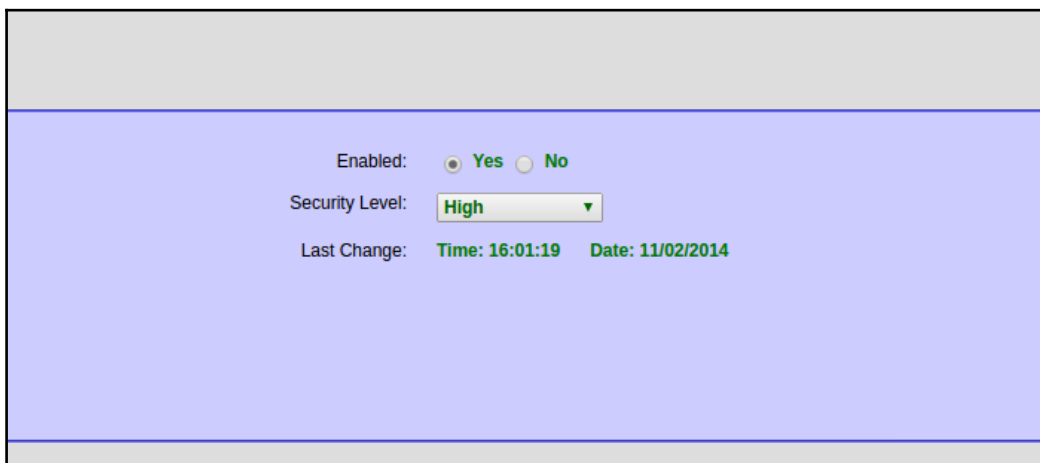 Enabled: Yes No
Security Level: High
Last Change: Time: 16:01:19 Date: 11/02/2014